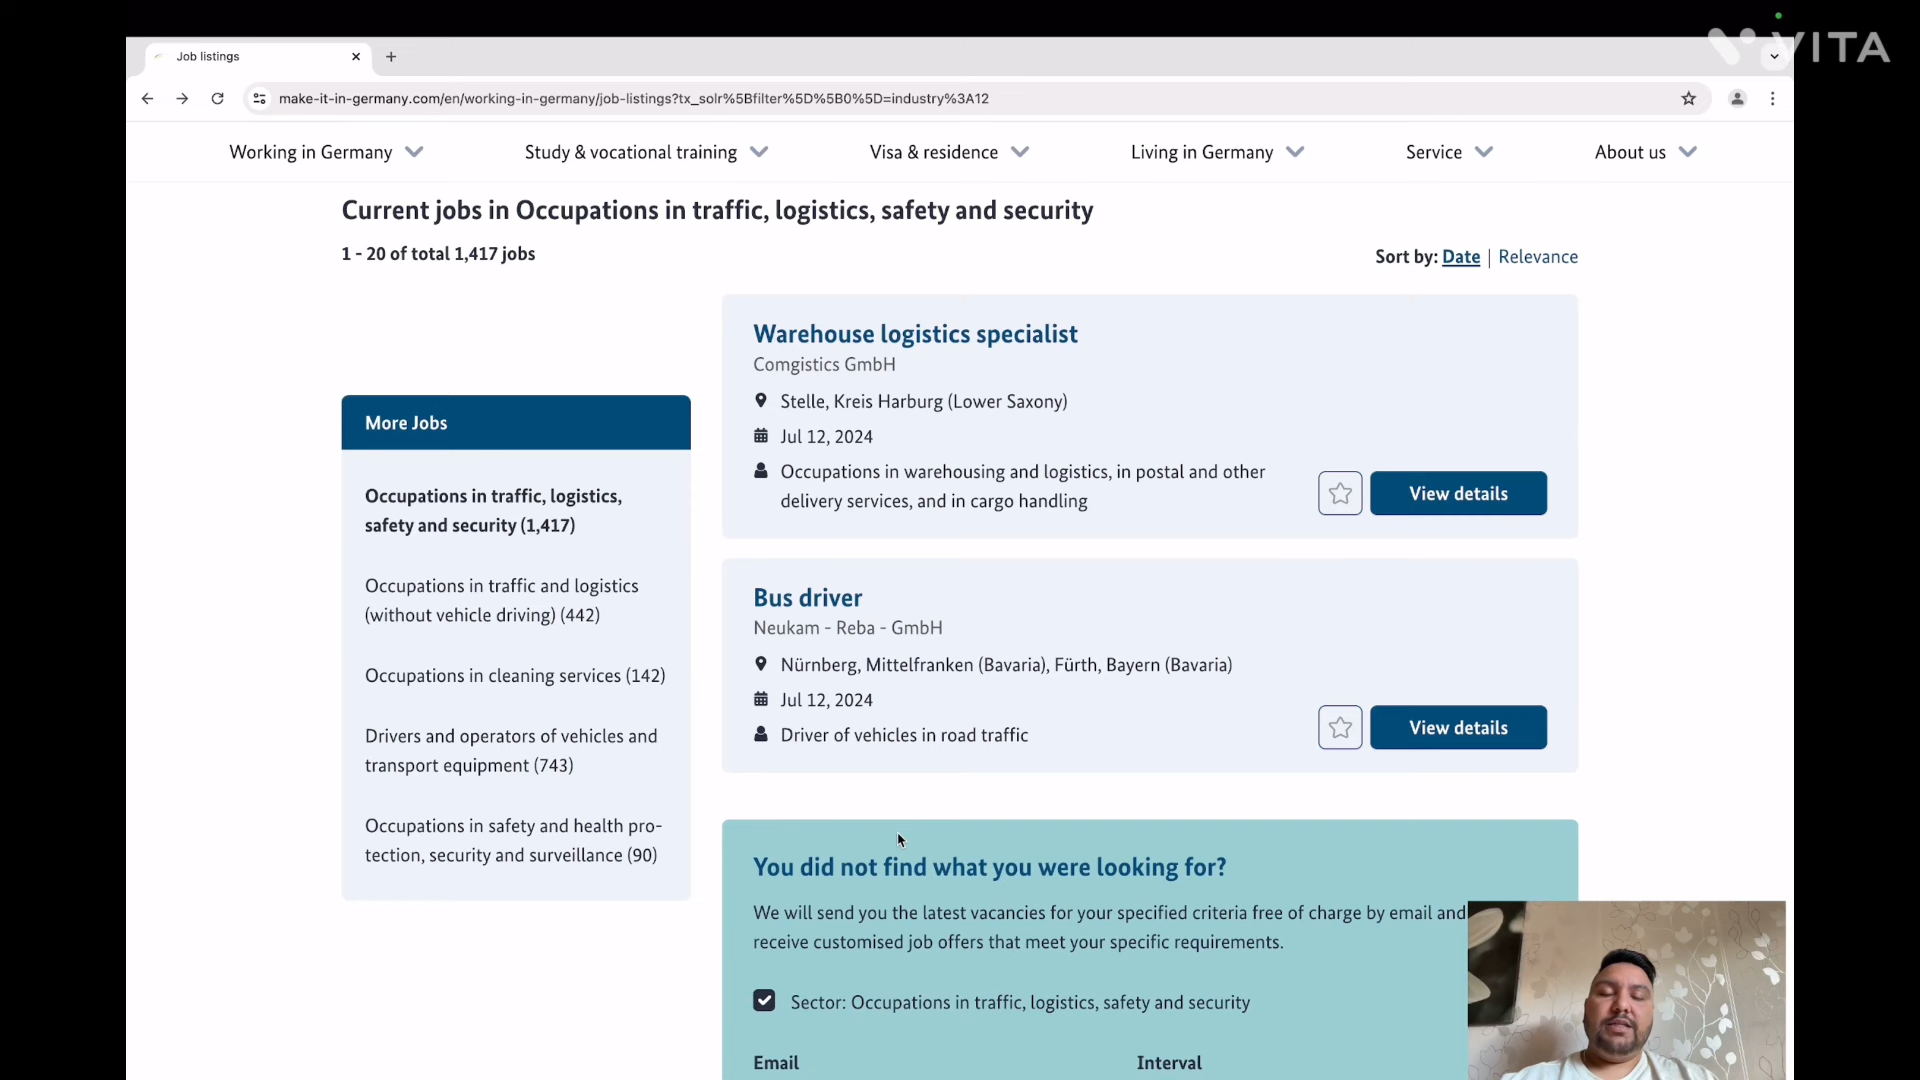 VITA
Job listings
make-it-in-germany.com/en/working-in-germany/job-listings?tx_solr%5Bfilter%5D%5B0%5D=industry%3A12
Working in Germany
Study & vocational training
Visa & residence
Living in Germany
Service
About us
Current jobs in Occupations in traffic, logistics, safety and security
1 - 20 of total 1,417 jobs
Sort by: Date | Relevance
More Jobs
Occupations in traffic, logistics,
safety and security (1,417)
Occupations in traffic and logistics
(without vehicle driving) (442)
Occupations in cleaning services (142)
Drivers and operators of vehicles and
transport equipment (743)
Occupations in safety and health pro-
tection, security and surveillance (90)
Warehouse logistics specialist
Comgistics GmbH
Stelle, Kreis Harburg (Lower Saxony)
Jul 12, 2024
Occupations in warehousing and logistics, in postal and other
delivery services, and in cargo handling
View details
Bus driver
Neukam - Reba - GmbH
Nürnberg, Mittelfranken (Bavaria), Fürth, Bayern (Bavaria)
Jul 12, 2024
Driver of vehicles in road traffic
View details
You did not find what you were looking for?
We will send you the latest vacancies for your specified criteria free of charge by email and
receive customised job offers that meet your specific requirements.
Sector: Occupations in traffic, logistics, safety and security
Email
Interval